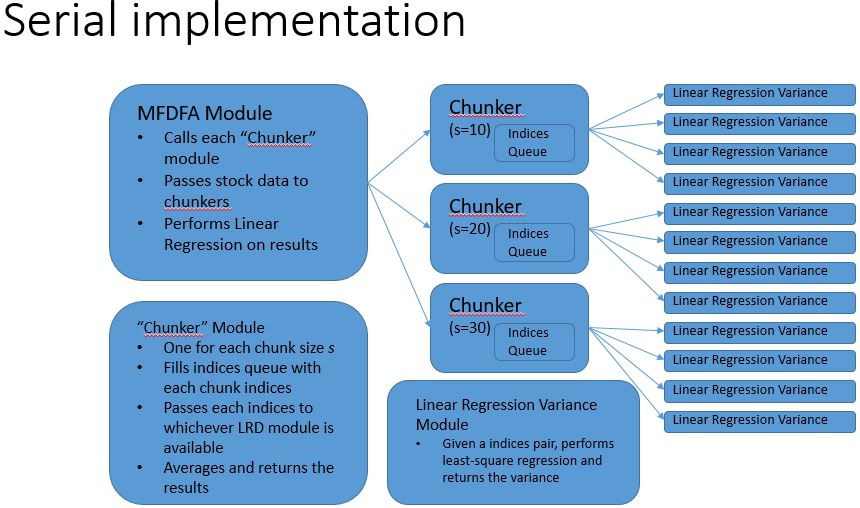 Serial implementation
MFDFA Module
• Calls each “Chunker”
module
• Passes stock data to
chunkers
• Performs Linear
Regression on results
“Chunker” Module
• One for each chunk size s
• Fills indices queue with
each chunk indices
• Passes each indices to
whichever LRD module is
available
• Averages and returns the
results
Chunker
(s=10)
Indices
Queue
Chunker
(s=20)
Indices
Queue
Chunker
(s=30)
Indices
Queue
Linear Regression Variance
Module
• Given a indices pair, performs
least-square regression and
returns the variance
Linear Regression Variance
Linear Regression Variance
Linear Regression Variance
Linear Regression Variance
Linear Regression Variance
Linear Regression Variance
Linear Regression Variance
Linear Regression Variance
Linear Regression Variance
Linear Regression Variance
Linear Regression Variance
Linear Regression Variance